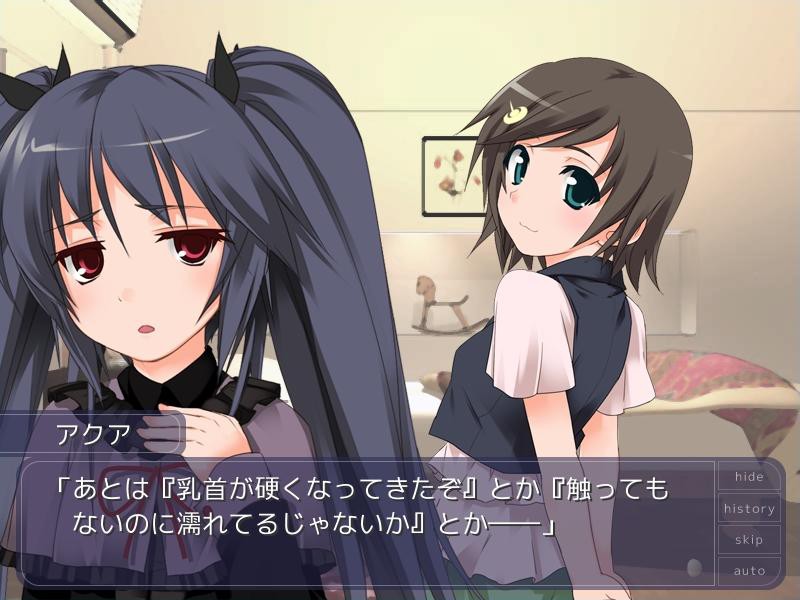 アクア
「あとは『乳首が硬くなってきたぞ』とか『触っても
ないのに濡れてるじゃないか』とか――」
hide
history
skip
auto